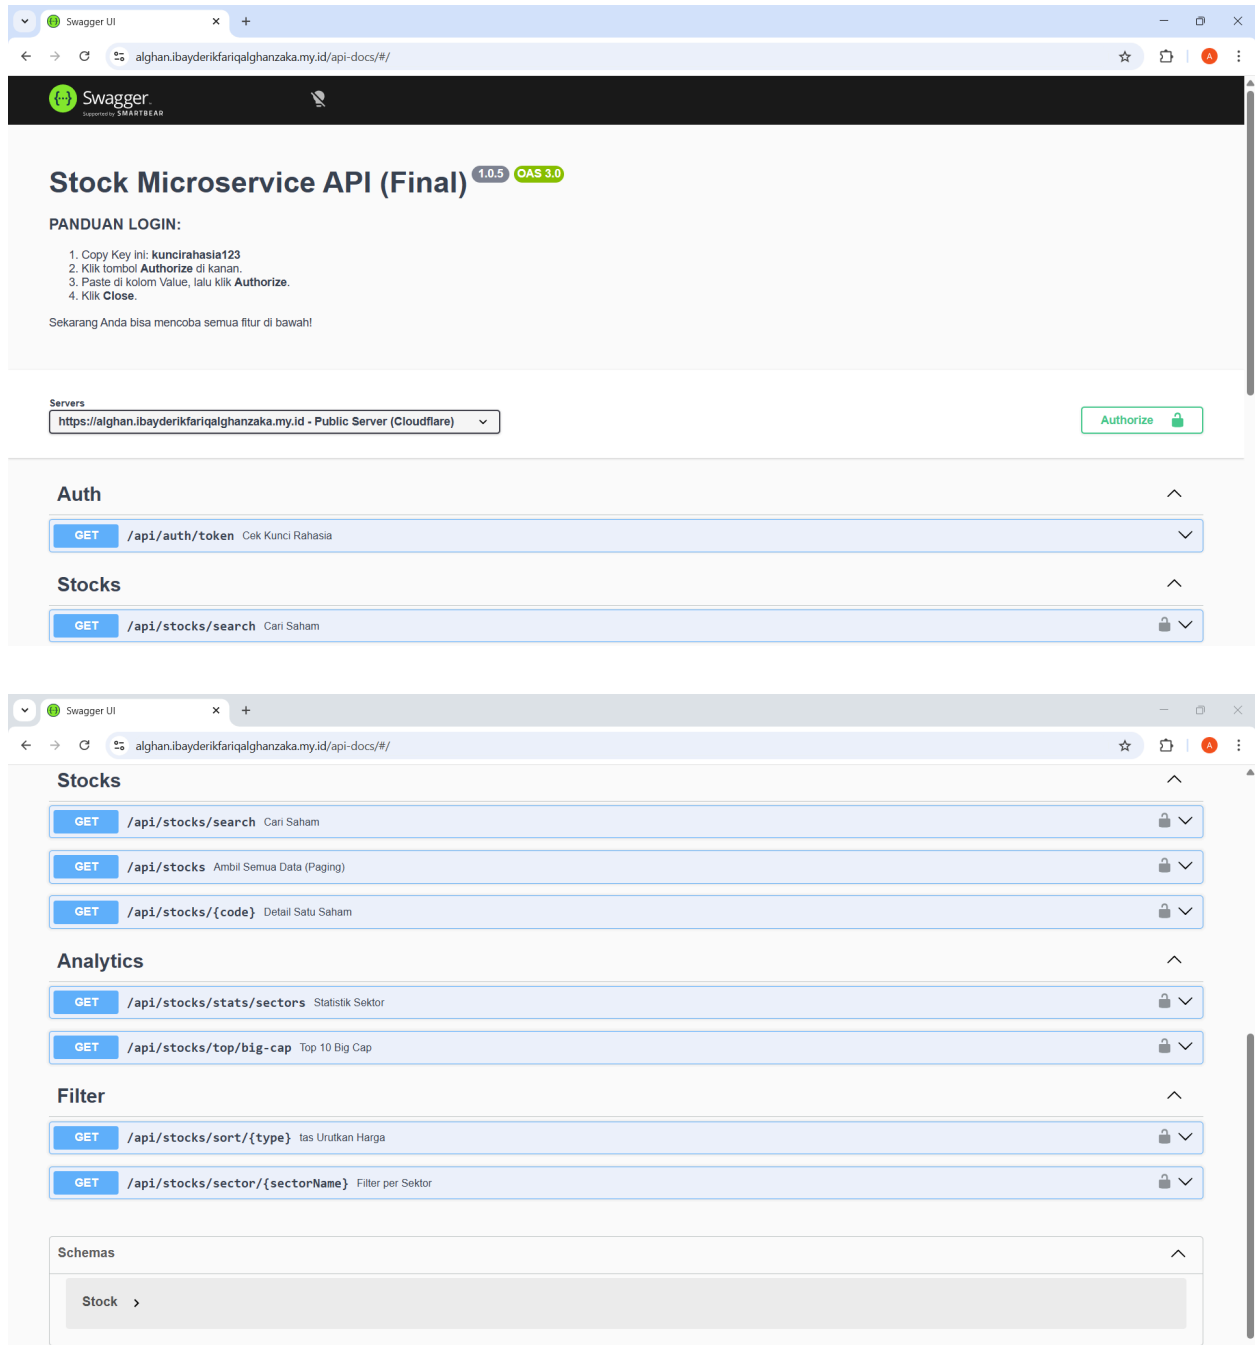 Swagger UI
alghan.ibayderikfariqalghanzaka.my.id/api-docs/#/
A
Swagger.
Supported by SMARTBEAR
Stock Microservice API (Final) 1.0.5 OAS 3.0
PANDUAN LOGIN:
1. Copy Key ini: kuncirahasia123
2. Klik tombol Authorize di kanan.
3. Paste di kolom Value, lalu klik Authorize.
4. Klik Close.
Sekarang Anda bisa mencoba semua fitur di bawah!
Servers
https://alghan.ibayderikfariqalghanzaka.my.id - Public Server (Cloudflare)
Authorize
Auth
GET /api/auth/token Cek Kunci Rahasia
Stocks
GET /api/stocks/search Cari Saham
Swagger UI
alghan.ibayderikfariqalghanzaka.my.id/api-docs/#/
A
Stocks
GET /api/stocks/search Cari Saham
GET /api/stocks Ambil Semua Data (Paging)
GET /api/stocks/{code} Detail Satu Saham
Analytics
GET /api/stocks/stats/sectors Statistik Sektor
GET /api/stocks/top/big-cap Top 10 Big Cap
Filter
GET /api/stocks/sort/{type} tas Urutkan Harga
GET /api/stocks/sector/{sectorName} Filter per Sektor
Schemas
Stock